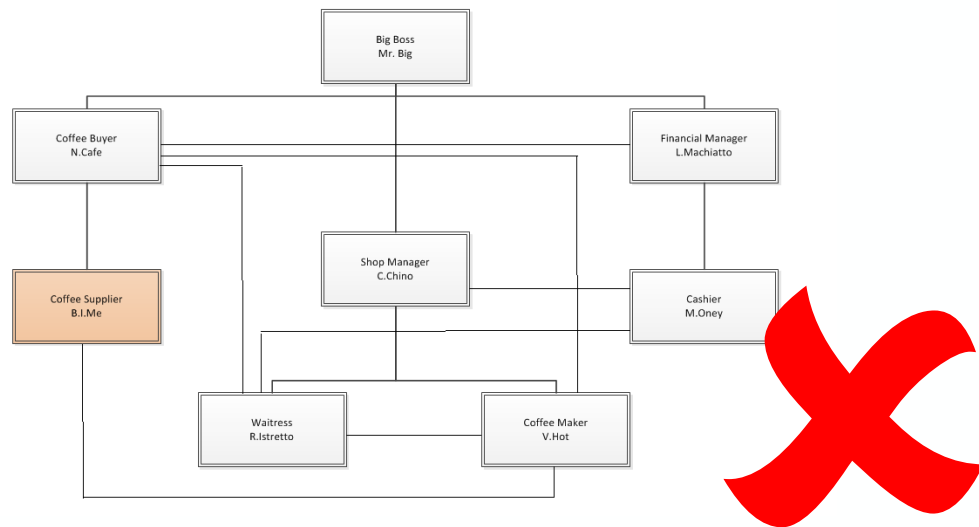 Big Boss
Mr. Big
Coffee Buyer
N.Cafe
Financial Manager
L.Machiatto
Shop Manager
C.Chino
Coffee Supplier
B.I.Me
Cashier
M.Oney
Waitress
R.Istretto
Coffee Maker
V.Hot